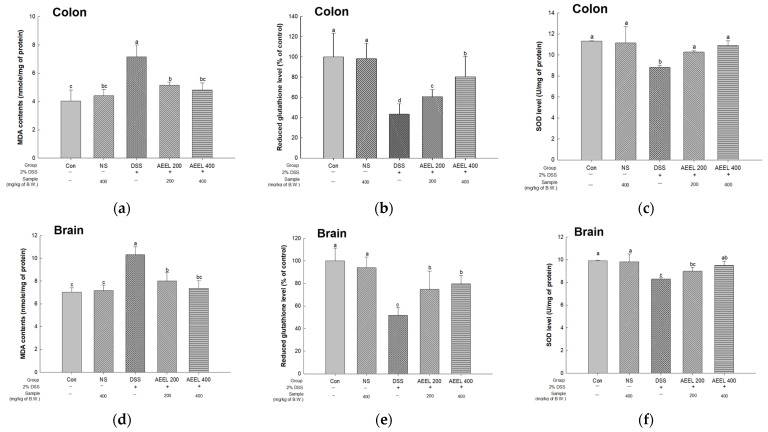 Colon
MDA contents (nmole/mg of protein)
10
8
6
4
2
0
c
bc
a
b
bc
Con NS DSS AEEL 200 AEEL 400
Group
2% DSS – – + + +
Sample (mg/kg of B.W.) – 400 – 200 400
(a)
Colon
Reduced glutathione level (% of control)
140
120
100
80
60
40
20
0
a
a
d
c
b
Con NS DSS AEEL 200 AEEL 400
Group
2% DSS – – + + +
Sample (mg/kg of B.W.) – 400 – 200 400
(b)
Colon
SOD level (U/mg of protein)
14
12
10
8
6
4
2
0
a
a
b
a
a
Con NS DSS AEEL 200 AEEL 400
Group
2% DSS – – + + +
Sample (mg/kg of B.W.) – 400 – 200 400
(c)
Brain
MDA contents (nmole/mg of protein)
12
10
8
6
4
2
0
c
c
a
b
bc
Con NS DSS AEEL 200 AEEL 400
Group
2% DSS – – + + +
Sample (mg/kg of B.W.) – 400 – 200 400
(d)
Brain
Reduced glutathione level (% of control)
120
100
80
60
40
20
0
a
a
c
b
b
Con NS DSS AEEL 200 AEEL 400
Group
2% DSS – – + + +
Sample (mg/kg of B.W.) – 400 – 200 400
(e)
Brain
SOD level (U/mg of protein)
12
10
8
6
4
2
0
a
a
c
bc
ab
Con NS DSS AEEL 200 AEEL 400
Group
2% DSS – – + + +
Sample (mg/kg of B.W.) – 400 – 200 400
(f)